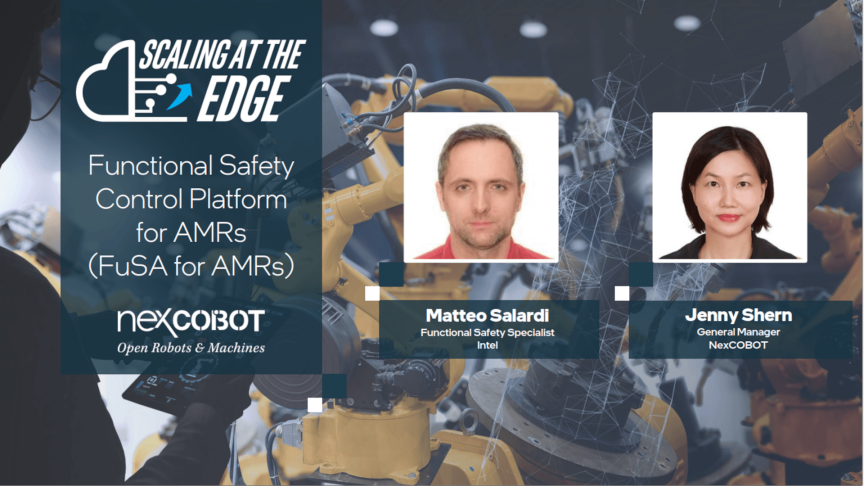 SCALING AT THE
EDGE
Functional Safety
Control Platform
for AMRs
(FuSA for AMRs)
nexCOBOT
Open Robots & Machines
Matteo Salardi
Functional Safety Specialist
Intel
Jenny Shern
General Manager
NexCOBOT